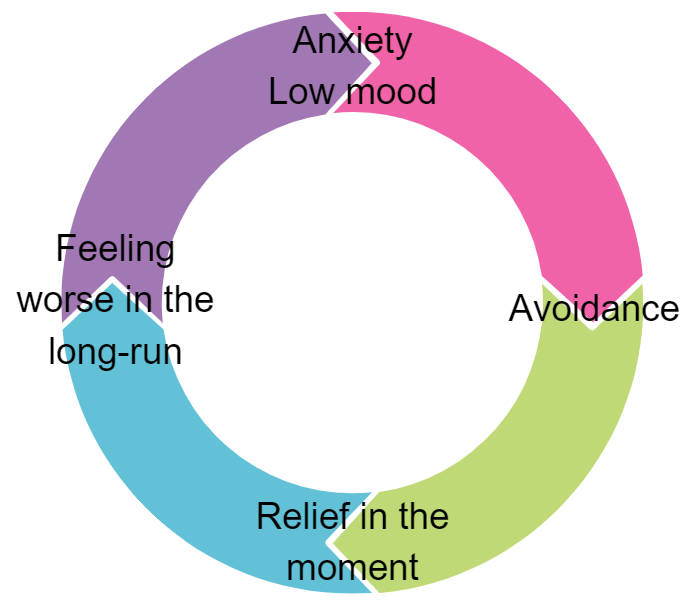 Anxiety
Low mood
Avoidance
Relief in the
moment
Feeling
worse in the
long-run